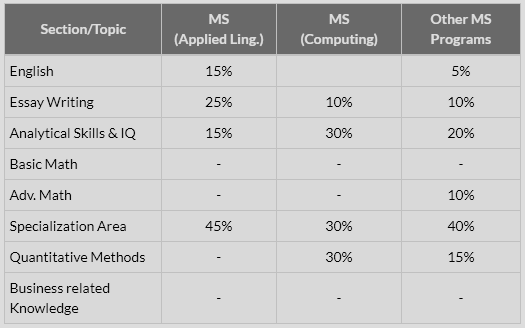 Section/Topic MS (Applied Ling.) MS (Computing) Other MS Programs
English 15% 5%
Essay Writing 25% 10% 10%
Analytical Skills & IQ 15% 30% 20%
Basic Math - - -
Adv. Math - - 10%
Specialization Area 45% 30% 40%
Quantitative Methods - 30% 15%
Business related Knowledge - - -